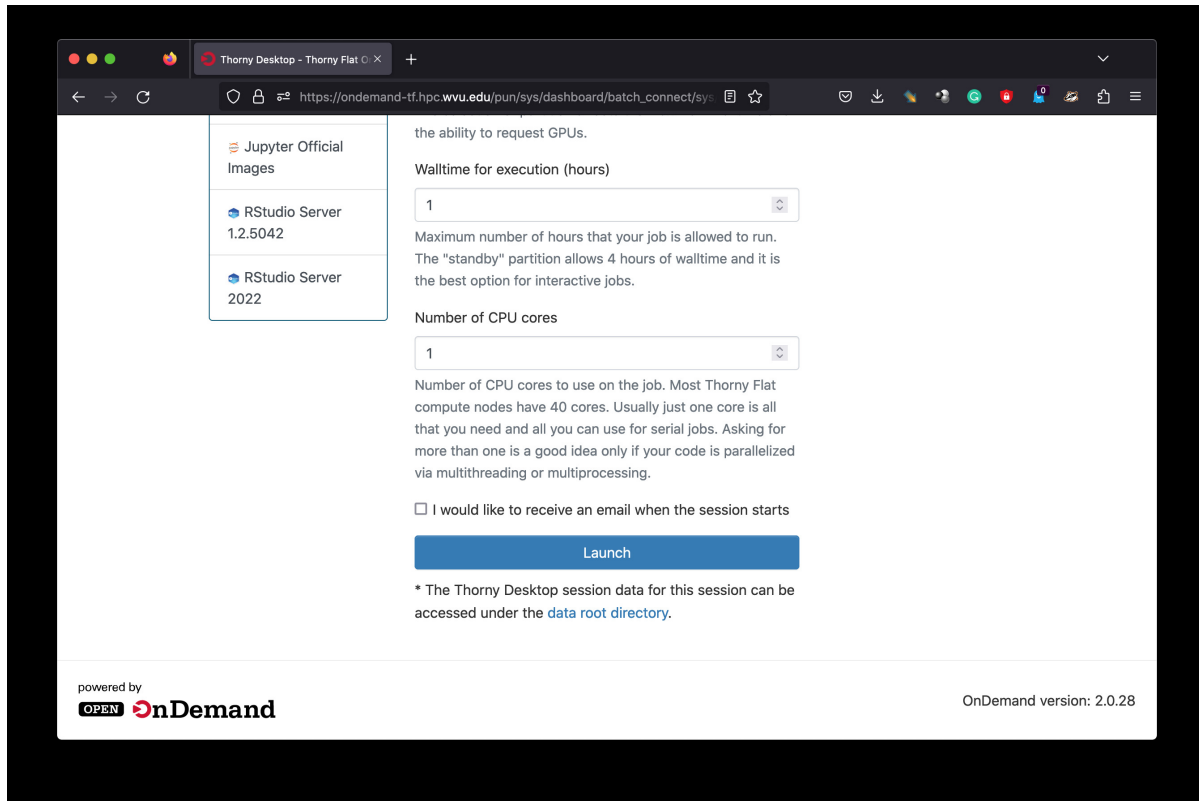 Thorny Desktop - Thorny Flat O
https://ondemand-tf.hpc.wvu.edu/pun/sys/dashboard/batch_connect/sys
0
the ability to request GPUs.
Jupyter Official
Images
RStudio Server
1.2.5042
RStudio Server
2022
Walltime for execution (hours)
1
Maximum number of hours that your job is allowed to run.
The "standby" partition allows 4 hours of walltime and it is
the best option for interactive jobs.
Number of CPU cores
1
Number of CPU cores to use on the job. Most Thorny Flat
compute nodes have 40 cores. Usually just one core is all
that you need and all you can use for serial jobs. Asking for
more than one is a good idea only if your code is parallelized
via multithreading or multiprocessing.
I would like to receive an email when the session starts
Launch
* The Thorny Desktop session data for this session can be
accessed under the data root directory.
powered by
OPEN OnDemand
OnDemand version: 2.0.28